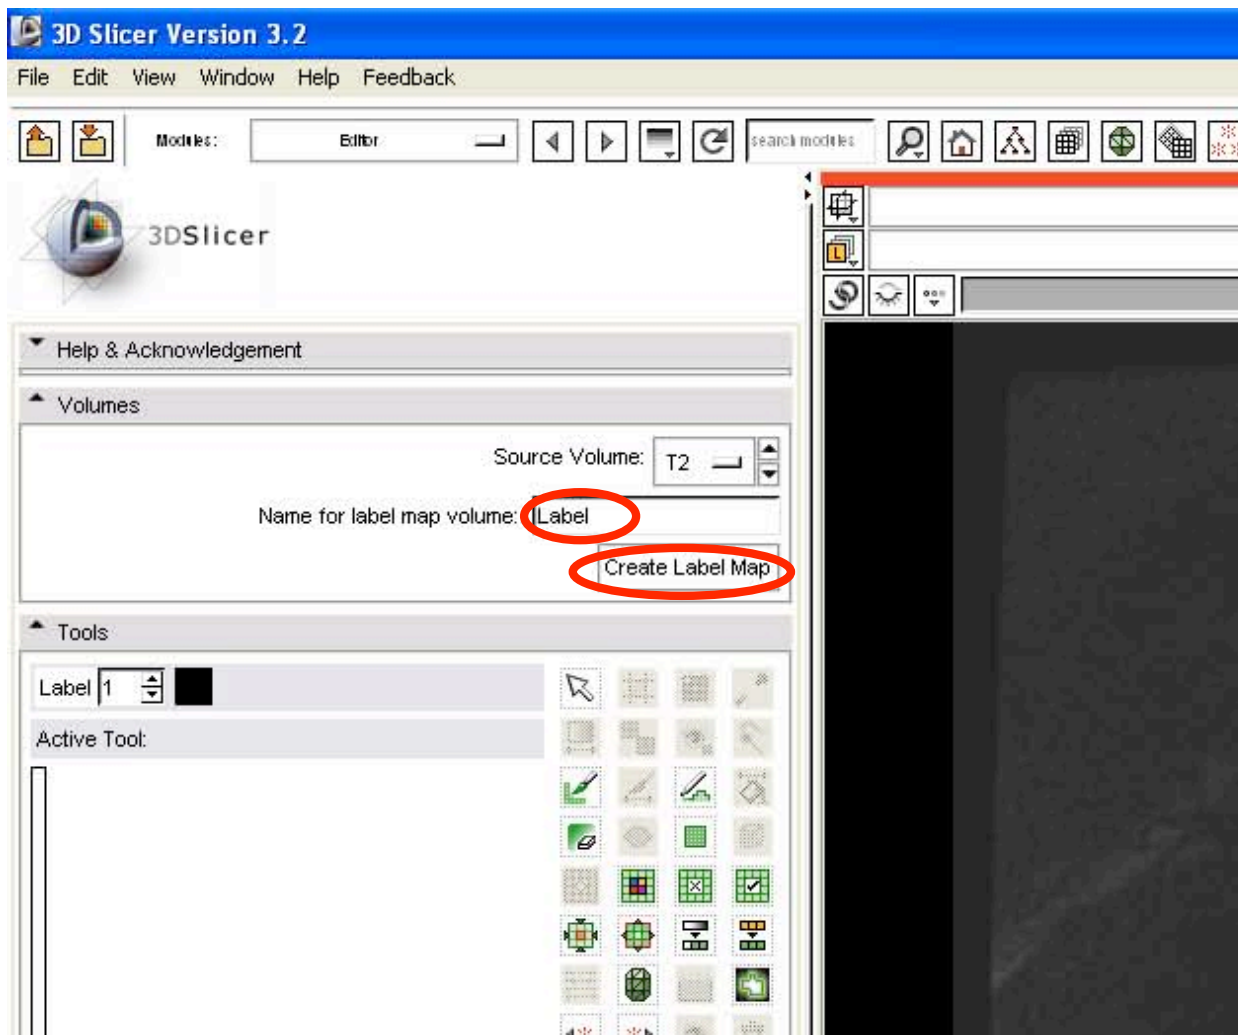 3D Slicer Version 3.2
File Edit View Window Help Feedback
Modules: Editor search modules
3DSlicer
Help & Acknowledgement
Volumes
Source Volume: T2
Name for label map volume: Label
Create Label Map
Tools
Label 1
Active Tool:
L